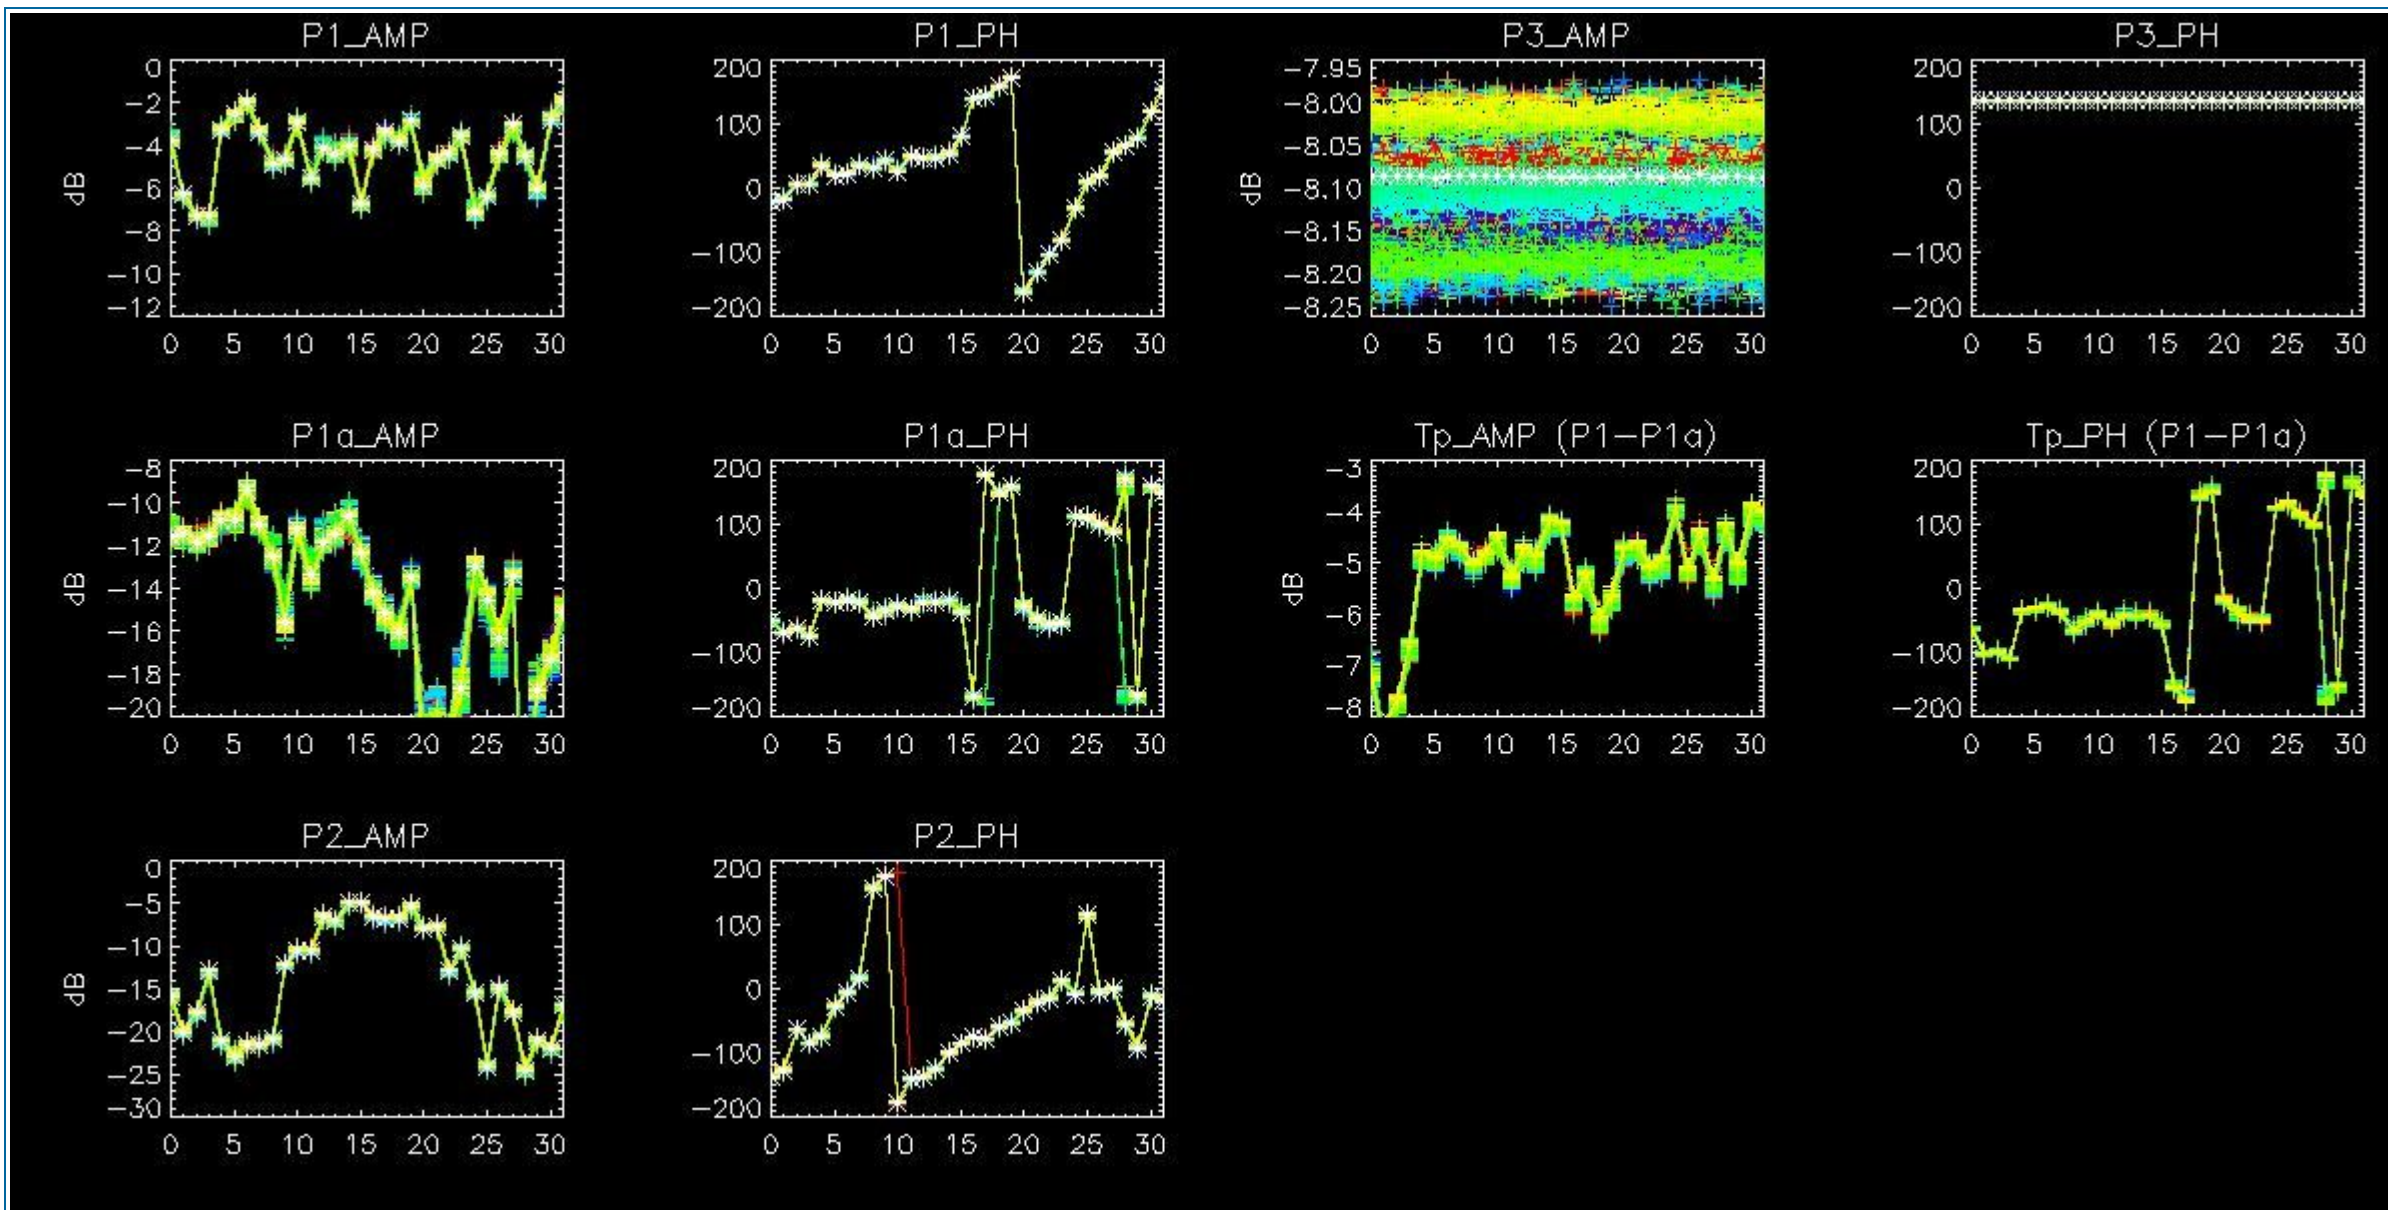 P1_AMP P1_PH P3_AMP P3_PH
0 200 −7.95 200
−2 −8.00
100 100
−4 −8.05
dB 0 dB −8.10 0
−6
−8 −8.15
−100 −100
−10 −8.20
−12 −200 −8.25 −200
0 5 10 15 20 25 30 0 5 10 15 20 25 30 0 5 10 15 20 25 30 0 5 10 15 20 25 30
P1a_AMP P1a_PH Tp_AMP (P1−P1a) Tp_PH (P1−P1a)
−8 200 −3 200
−10
100 −4 100
−12
dB −14 0 dB −5 0
−16 −6
−100 −100
−18 −7
−20 −200 −8 −200
0 5 10 15 20 25 30 0 5 10 15 20 25 30 0 5 10 15 20 25 30 0 5 10 15 20 25 30
P2_AMP P2_PH
0 200
−5
100
−10
dB −15 0
−20
−100
−25
−30 −200
0 5 10 15 20 25 30 0 5 10 15 20 25 30